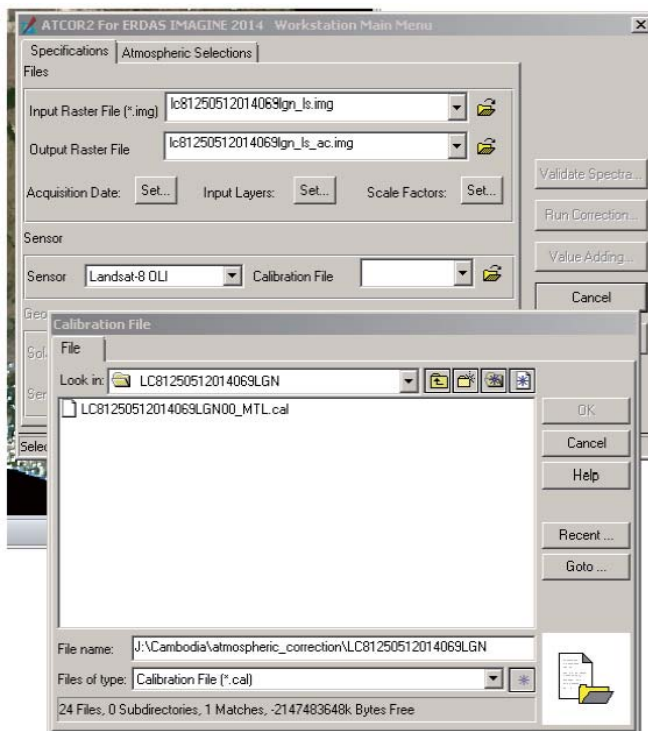 ATCOR2 For ERDAS IMAGINE 2014 Workstation Main Menu
Specifications
Atmospheric Selections
Files
Input Raster File (*.img)
lc81250512014069lgn_ls.img
Output Raster File
lc81250512014069lgn_ls_ac.img
Acquisition Date: Set...
Input Layers: Set...
Scale Factors: Set...
Validate Spectra...
Run Correction...
Value Adding...
Cancel
Sensor
Sensor Landsat-8 OLI
Calibration File
Calibration File
File
Look in: LC81250512014069LGN
LC81250512014069LGN00_MTL.cal
OK
Cancel
Help
Recent ...
Goto ...
File name: J:\Cambodia\atmospheric_correction\LC81250512014069LGN
Files of type: Calibration File (*.cal)
24 Files, 0 Subdirectories, 1 Matches, -2147483648k Bytes Free